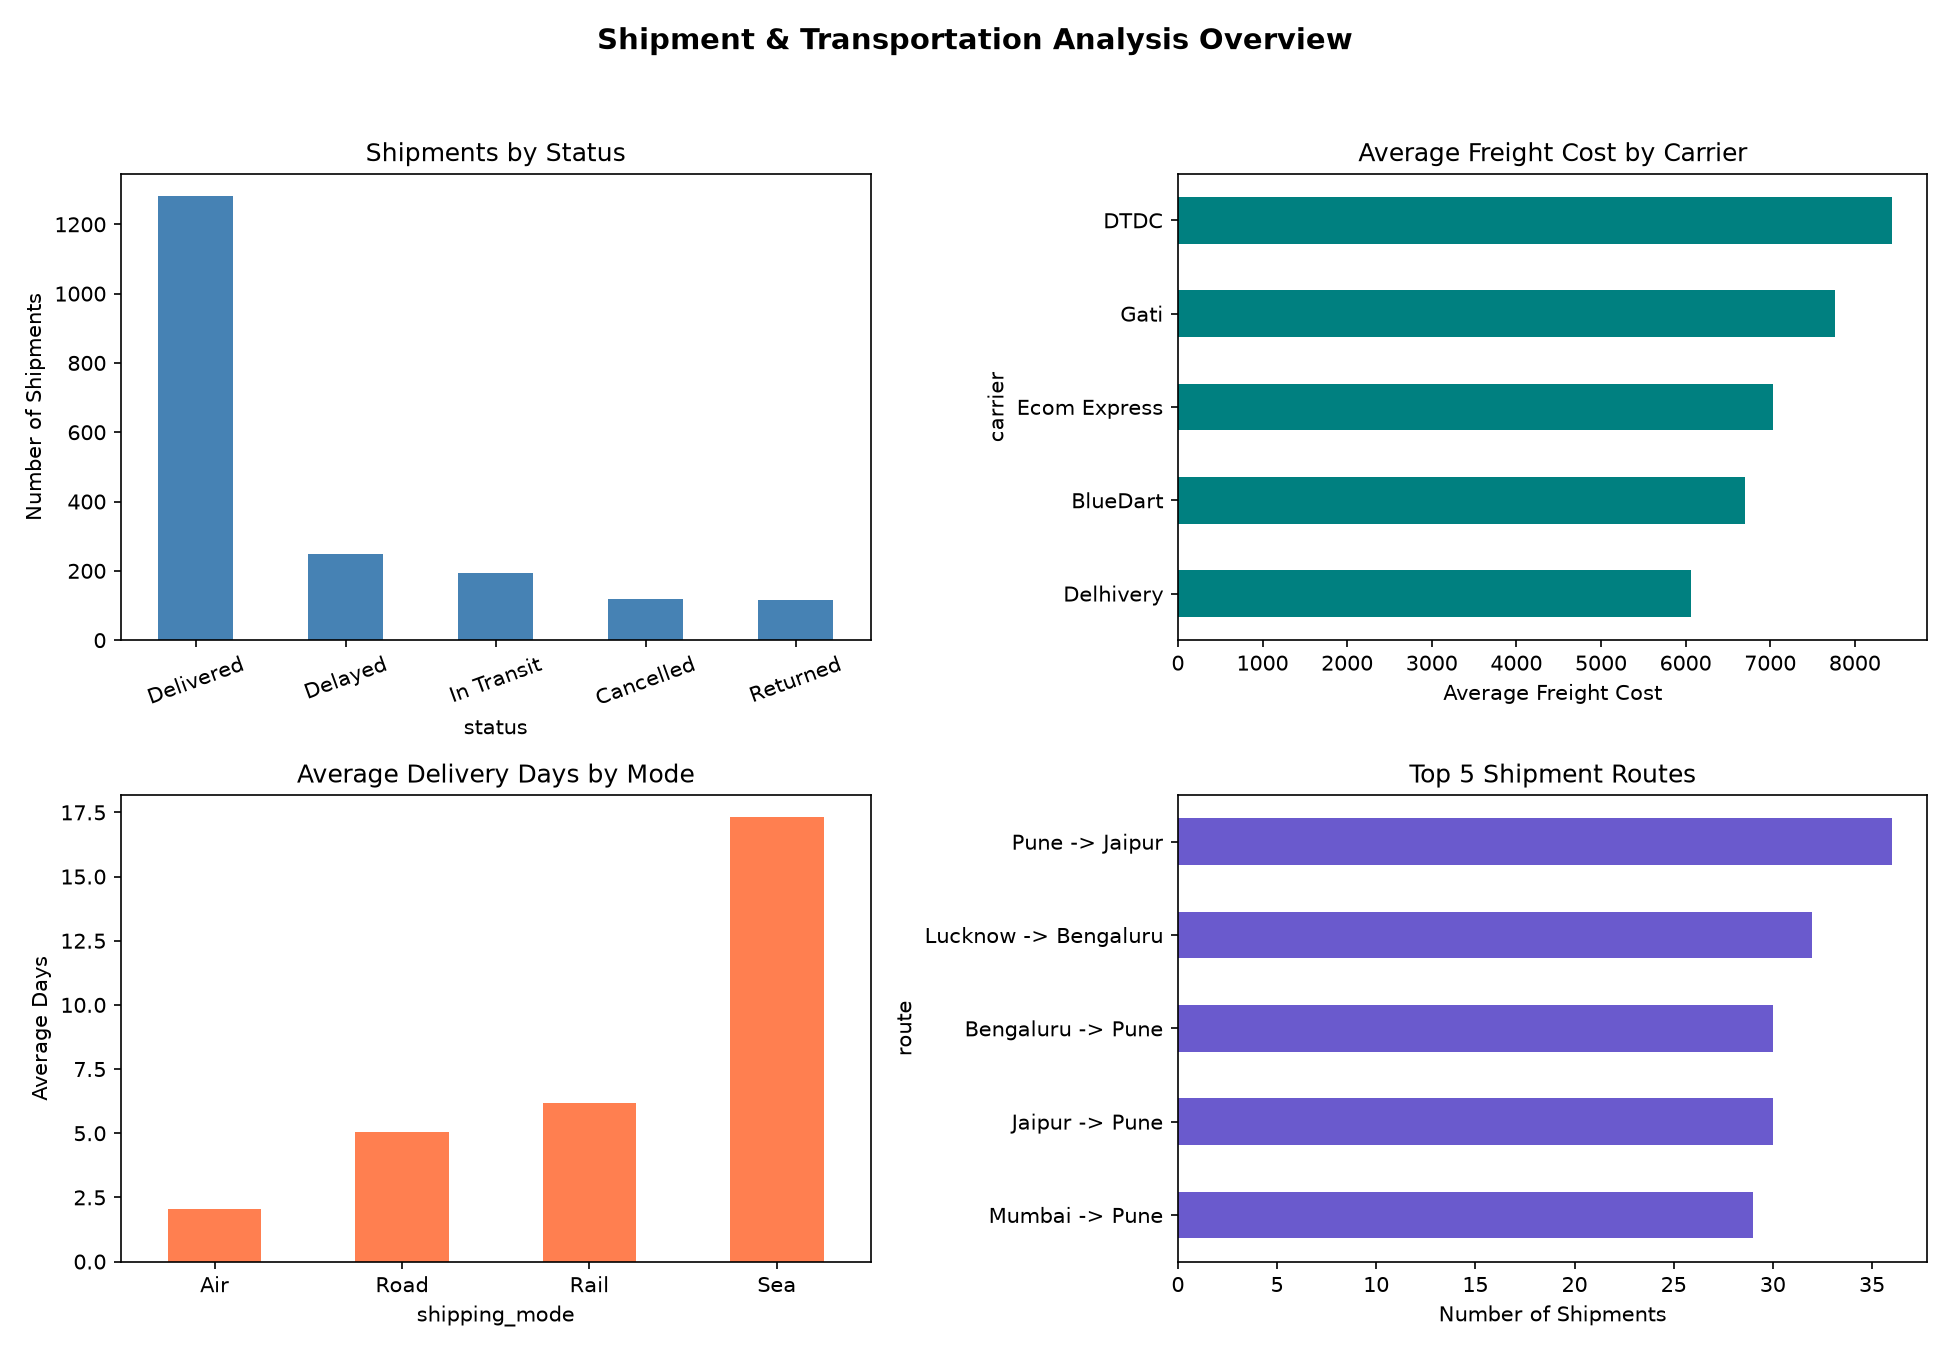 Shipment & Transportation Analysis Overview
Shipments by Status
Number of Shipments
1200
1000
800
600
400
200
0
Delivered
Delayed
In Transit
Cancelled
Returned
status
Average Freight Cost by Carrier
carrier
DTDC
Gati
Ecom Express
BlueDart
Delhivery
0 1000 2000 3000 4000 5000 6000 7000 8000
Average Freight Cost
Average Delivery Days by Mode
Average Days
17.5
15.0
12.5
10.0
7.5
5.0
2.5
0.0
Air Road Rail Sea
shipping_mode
Top 5 Shipment Routes
route
Pune -> Jaipur
Lucknow -> Bengaluru
Bengaluru -> Pune
Jaipur -> Pune
Mumbai -> Pune
0 5 10 15 20 25 30 35
Number of Shipments